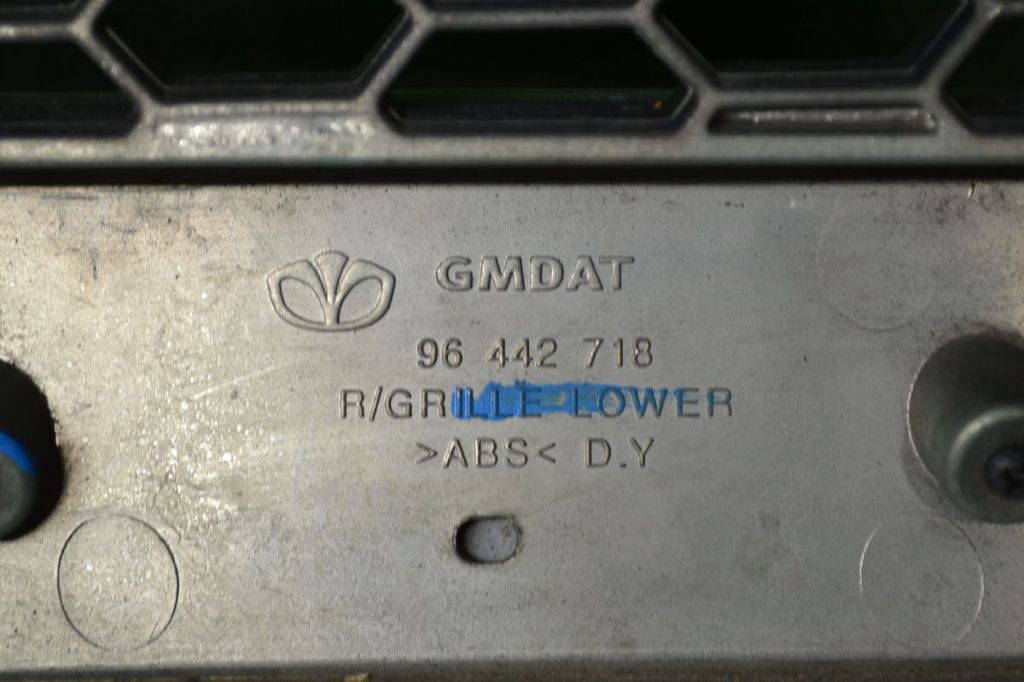 GMDAT
96 442 718
R/GRILLE LOWER
>ABS< D.Y